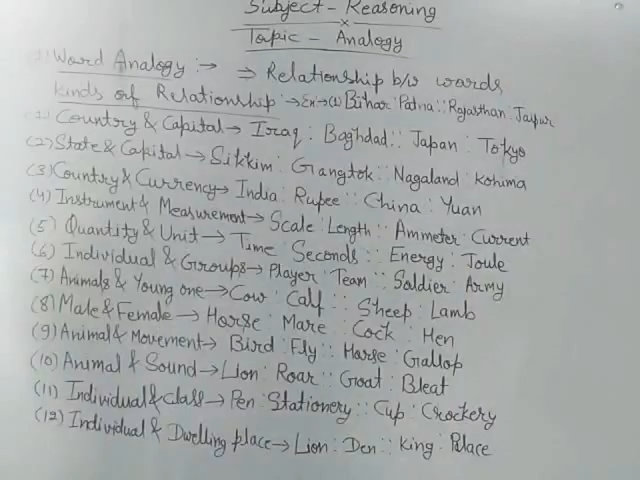 Subject - Reasoning
x
Topic - Analogy
(1) Word Analogy :-> => Relationship b/w words
Kinds of Relationship :-> Ex -> (1) Bihar : Patna :: Rajasthan : Jaipur
(1) Country & Capital -> Iraq : Baghdad :: Japan : Tokyo
(2) State & Capital -> Sikkim : Gangtok :: Nagaland : Kohima
(3) Country & Currency -> India : Rupee :: China : Yuan
(4) Instrument & Measurement -> Scale : Length :: Ammeter : Current
(5) Quantity & Unit -> Time : Seconds :: Energy : Joule
(6) Individual & Groups -> Player : Team :: Soldier : Army
(7) Animals & Young one -> Cow : Calf :: Sheep : Lamb
(8) Male & Female -> Horse : Mare :: Cock : Hen
(9) Animal & Movement -> Bird : Fly :: Horse : Gallop
(10) Animal & Sound -> Lion : Roar :: Goat : Bleat
(11) Individual & class -> Pen : Stationery :: Cup : Crockery
(12) Individual & Dwelling place -> Lion : Den :: King : Palace